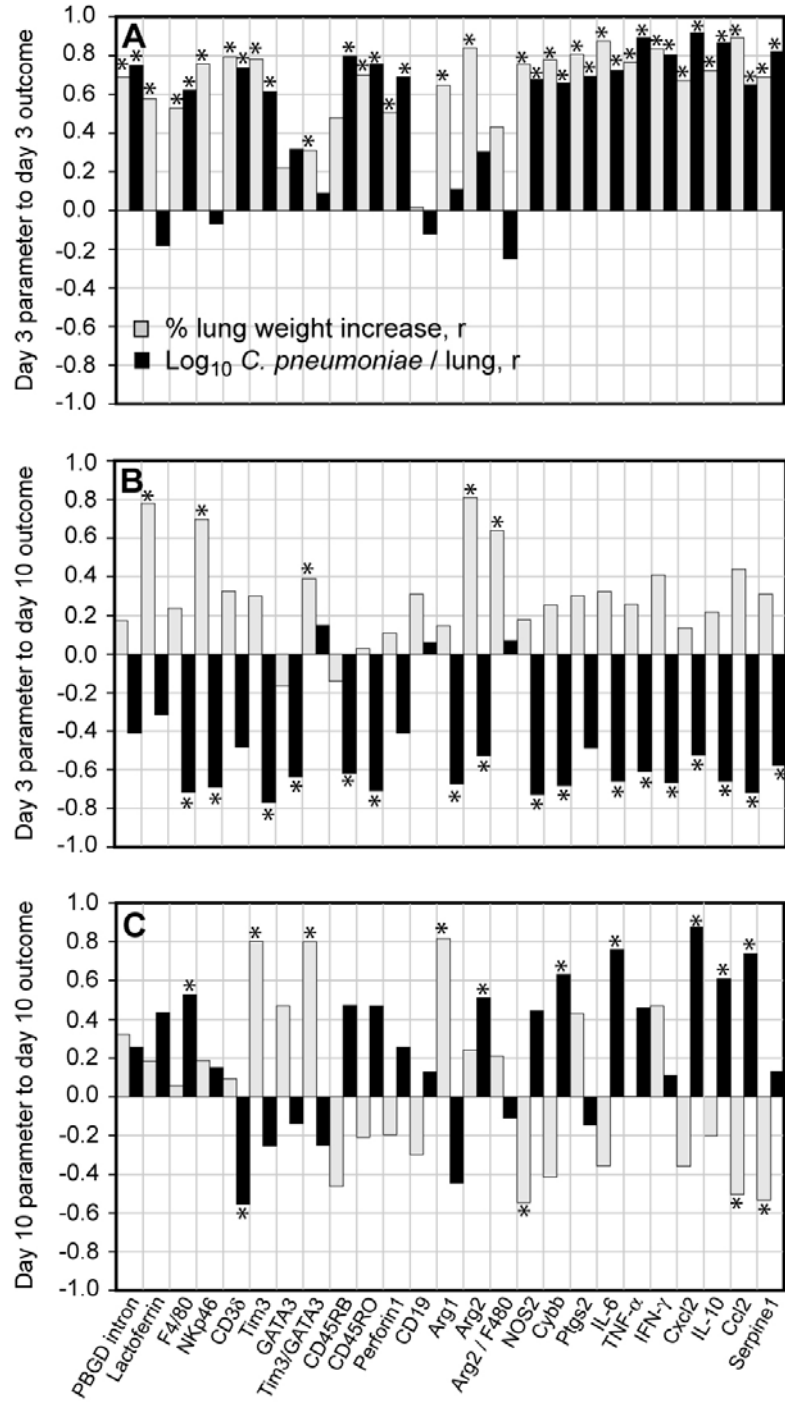 A
Day 3 parameter to day 3 outcome
1.0
0.8
0.6
0.4
0.2
0.0
-0.2
-0.4
-0.6
-0.8
-1.0
% lung weight increase, r
Log10 C. pneumoniae / lung, r
B
Day 3 parameter to day 10 outcome
1.0
0.8
0.6
0.4
0.2
0.0
-0.2
-0.4
-0.6
-0.8
-1.0
C
Day 10 parameter to day 10 outcome
1.0
0.8
0.6
0.4
0.2
0.0
-0.2
-0.4
-0.6
-0.8
-1.0
PBGD intron
Lactoferrin
F4/80
NKp46
CD3δ
Tim3
GATA3
Tim3/GATA3
CD45RB
CD45RO
Perforin1
CD19
Arg1
Arg2
Arg2 / F480
NOS2
Cybb
Ptgs2
IL-6
TNF-α
IFN-γ
Cxcl2
IL-10
Ccl2
Serpine1